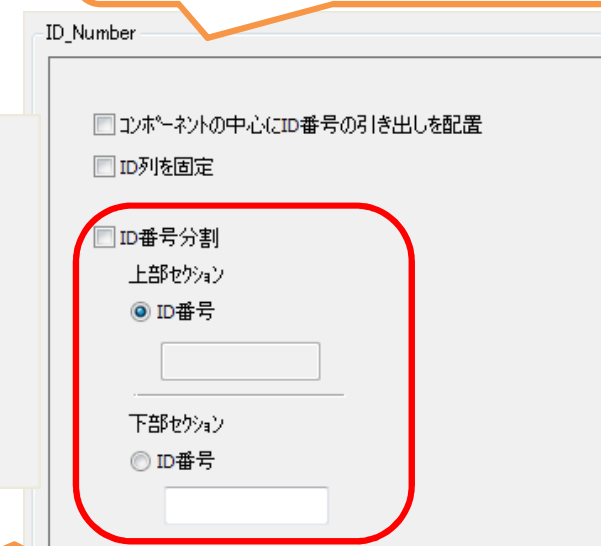 ID_Number
ｺﾝﾎﾟｰﾈﾝﾄの中心にID番号の引き出しを配置
ID列を固定
ID番号分割
上部ｾｸｼｮﾝ
ID番号
下部ｾｸｼｮﾝ
ID番号